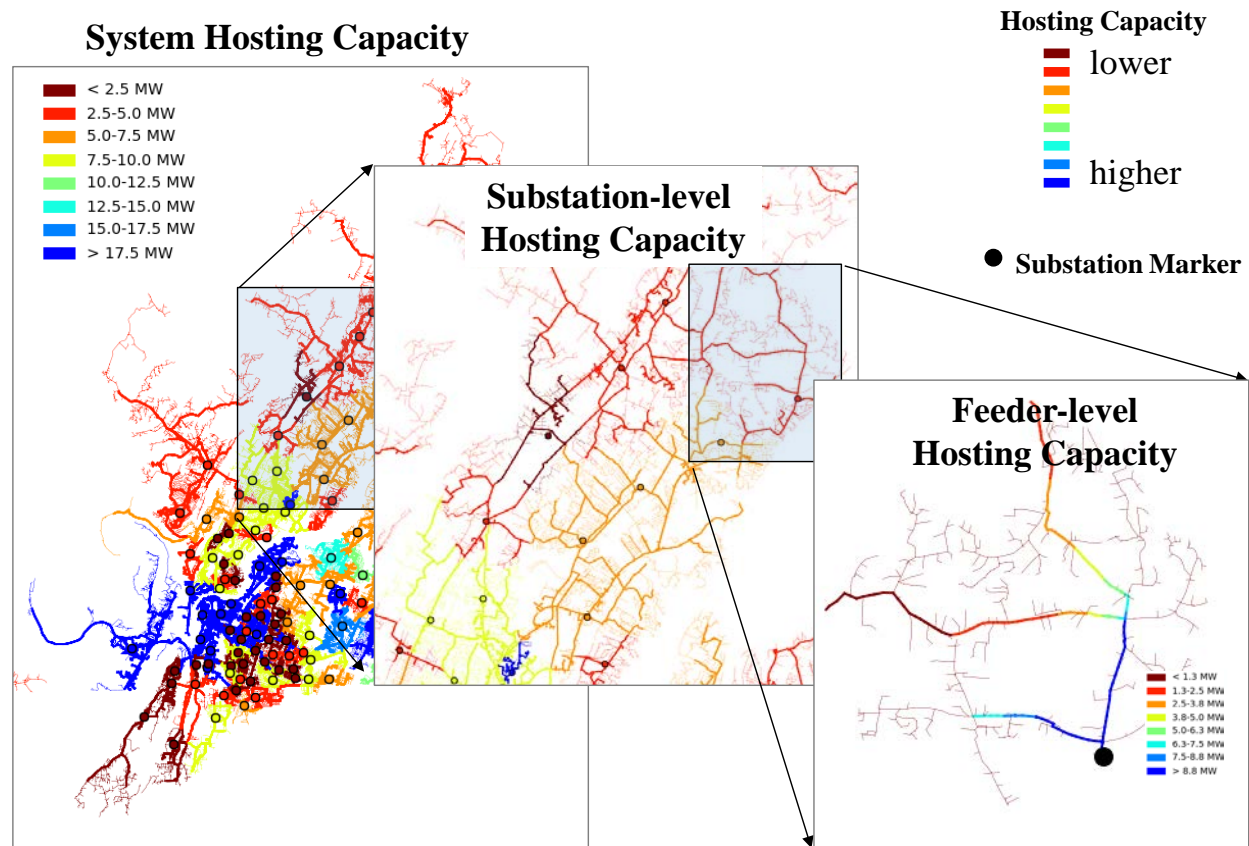 System Hosting Capacity
< 2.5 MW
2.5-5.0 MW
5.0-7.5 MW
7.5-10.0 MW
10.0-12.5 MW
12.5-15.0 MW
15.0-17.5 MW
> 17.5 MW
Substation-level
Hosting Capacity
Hosting Capacity
lower
higher
Substation Marker
Feeder-level
Hosting Capacity
< 1.3 MW
1.3-2.5 MW
2.5-3.8 MW
3.8-5.0 MW
5.0-6.3 MW
6.3-7.5 MW
7.5-8.8 MW
> 8.8 MW